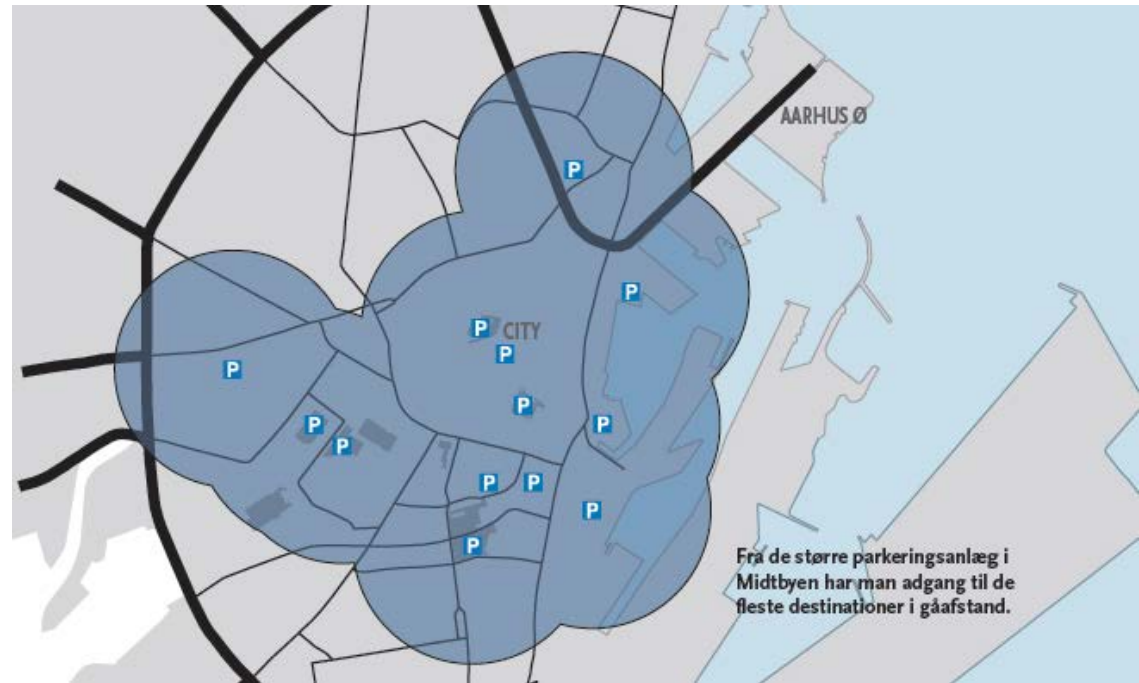 AARHUS Ø
P
P
P
CITY
P
P
P
P
P
P
P
P
P
P
Fra de større parkeringsanlæg i
Midtbyen har man adgang til de
fleste destinationer i gåafstand.